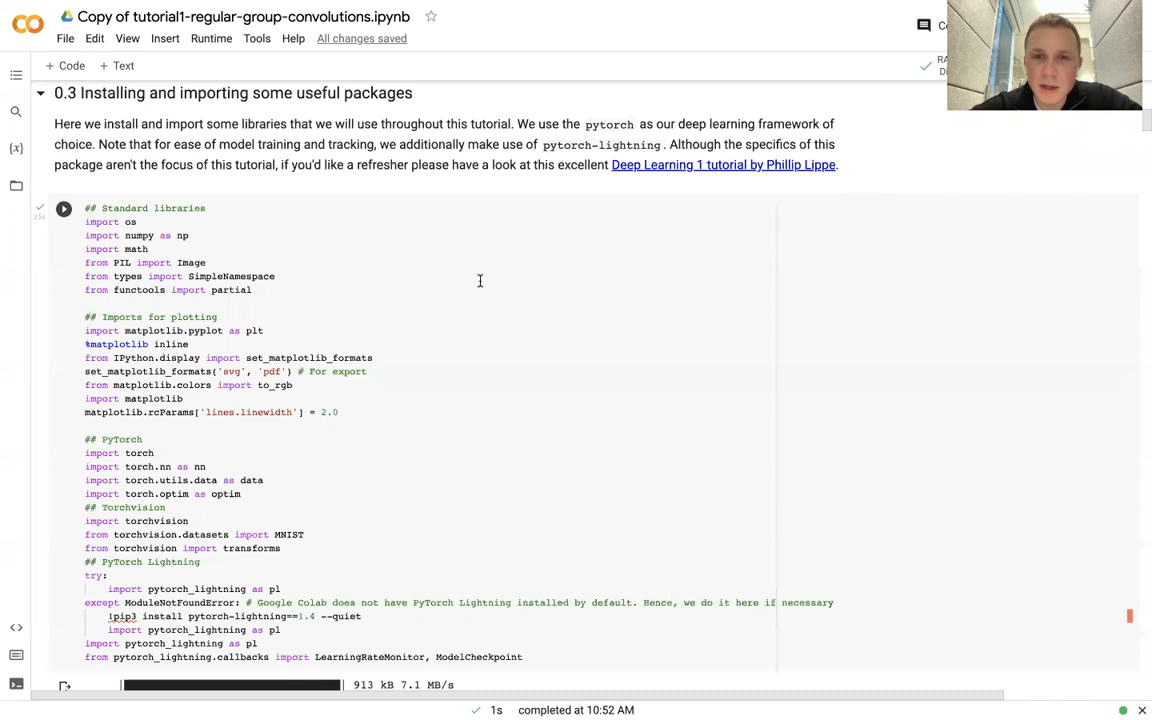 Copy of tutorial1-regular-group-convolutions.ipynb
File Edit View Insert Runtime Tools Help All changes saved
+ Code + Text
0.3 Installing and importing some useful packages
Here we install and import some libraries that we will use throughout this tutorial. We use the pytorch as our deep learning framework of
choice. Note that for ease of model training and tracking, we additionally make use of pytorch-lightning. Although the specifics of this
package aren't the focus of this tutorial, if you'd like a refresher please have a look at this excellent Deep Learning 1 tutorial by Phillip Lippe.
25s
## Standard libraries
import os
import numpy as np
import math
from PIL import Image
from types import SimpleNamespace
from functools import partial
## Imports for plotting
import matplotlib.pyplot as plt
%matplotlib inline
from IPython.display import set_matplotlib_formats
set_matplotlib_formats('svg', 'pdf') # For export
from matplotlib.colors import to_rgb
import matplotlib
matplotlib.rcParams['lines.linewidth'] = 2.0
## PyTorch
import torch
import torch.nn as nn
import torch.utils.data as data
import torch.optim as optim
## Torchvision
import torchvision
from torchvision.datasets import MNIST
from torchvision import transforms
## PyTorch Lightning
try:
import pytorch_lightning as pl
except ModuleNotFoundError: # Google Colab does not have PyTorch Lightning installed by default. Hence, we do it here if necessary
!pip3 install pytorch-lightning==1.4 --quiet
import pytorch_lightning as pl
import pytorch_lightning as pl
from pytorch_lightning.callbacks import LearningRateMonitor, ModelCheckpoint
913 kB 7.1 MB/s
1s completed at 10:52 AM